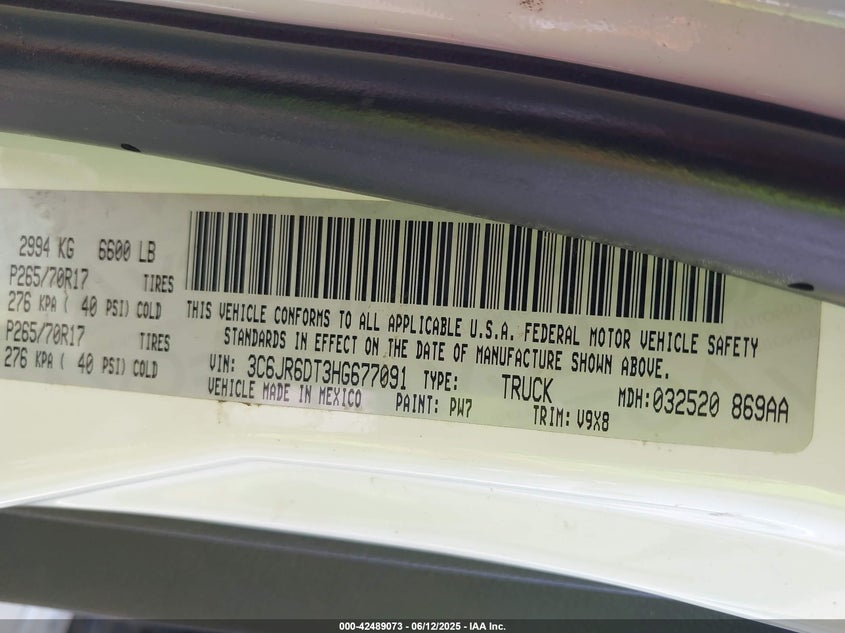 2994 KG 6600 LB
P265/70R17 TIRES
276 KPA ( 40 PSI) COLD
P265/70R17 TIRES
276 KPA ( 40 PSI) COLD
THIS VEHICLE CONFORMS TO ALL APPLICABLE U.S.A. FEDERAL MOTOR VEHICLE SAFETY
STANDARDS IN EFFECT ON THE DATE OF MANUFACTURE SHOWN ABOVE.
VIN: 3C6JR6DT3HG677091 TYPE: TRUCK MDH:032520 869AA
VEHICLE MADE IN MEXICO PAINT: PW7 TRIM: V9X8
000-42489073 - 06/12/2025 - IAA Inc.